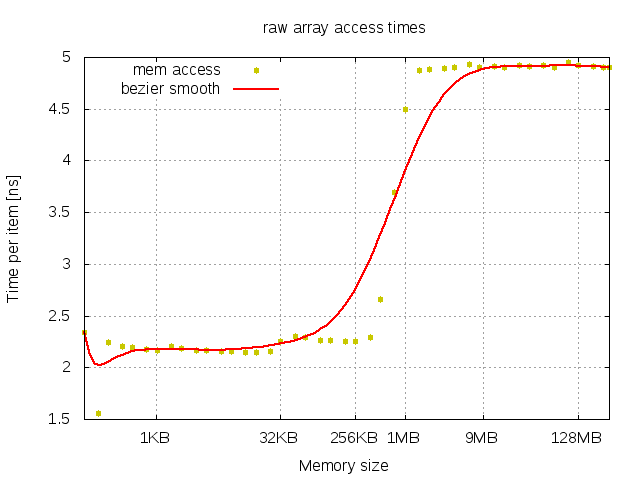 raw array access times
mem access
bezier smooth
5
4.5
4
3.5
3
2.5
2
1.5
Time per item [ns]
1KB 32KB 256KB 1MB 9MB 128MB
Memory size